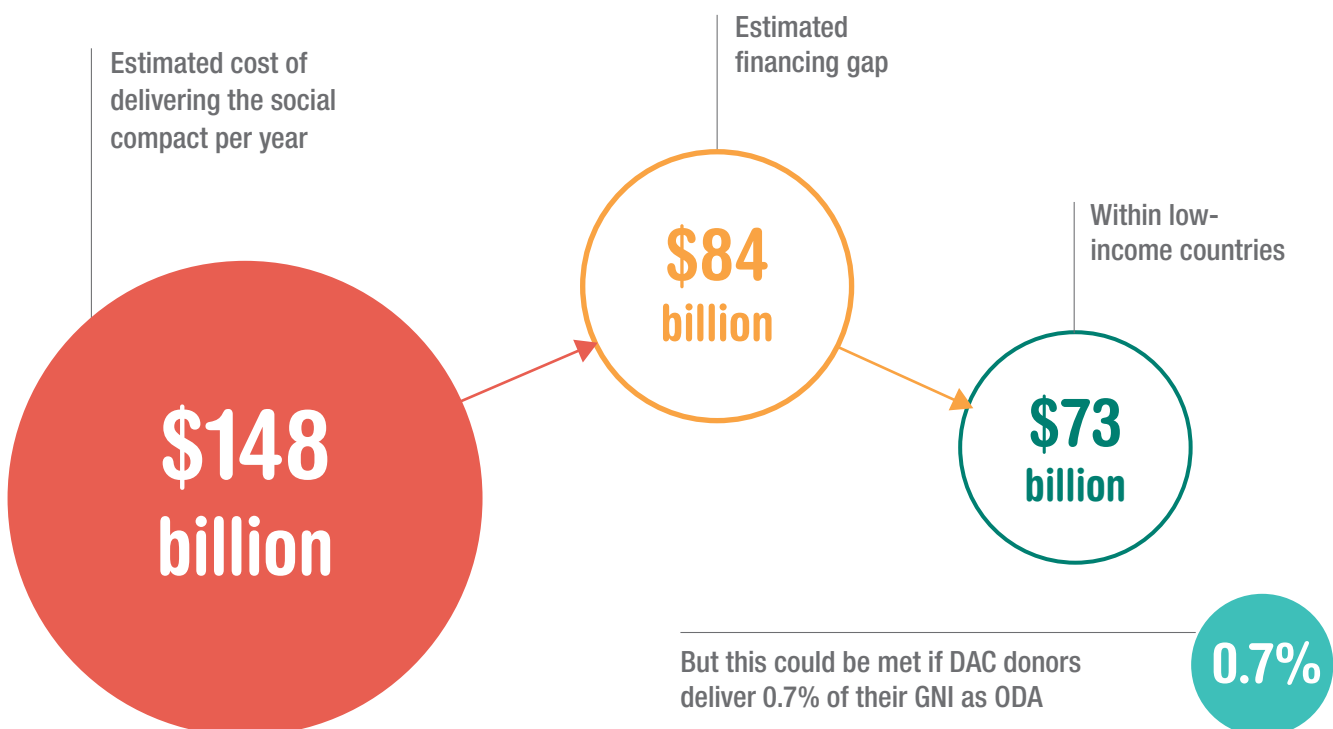 Estimated cost of
delivering the social
compact per year
$148
billion
Estimated
financing gap
$84
billion
Within low-
income countries
$73
billion
But this could be met if DAC donors
deliver 0.7% of their GNI as ODA
0.7%